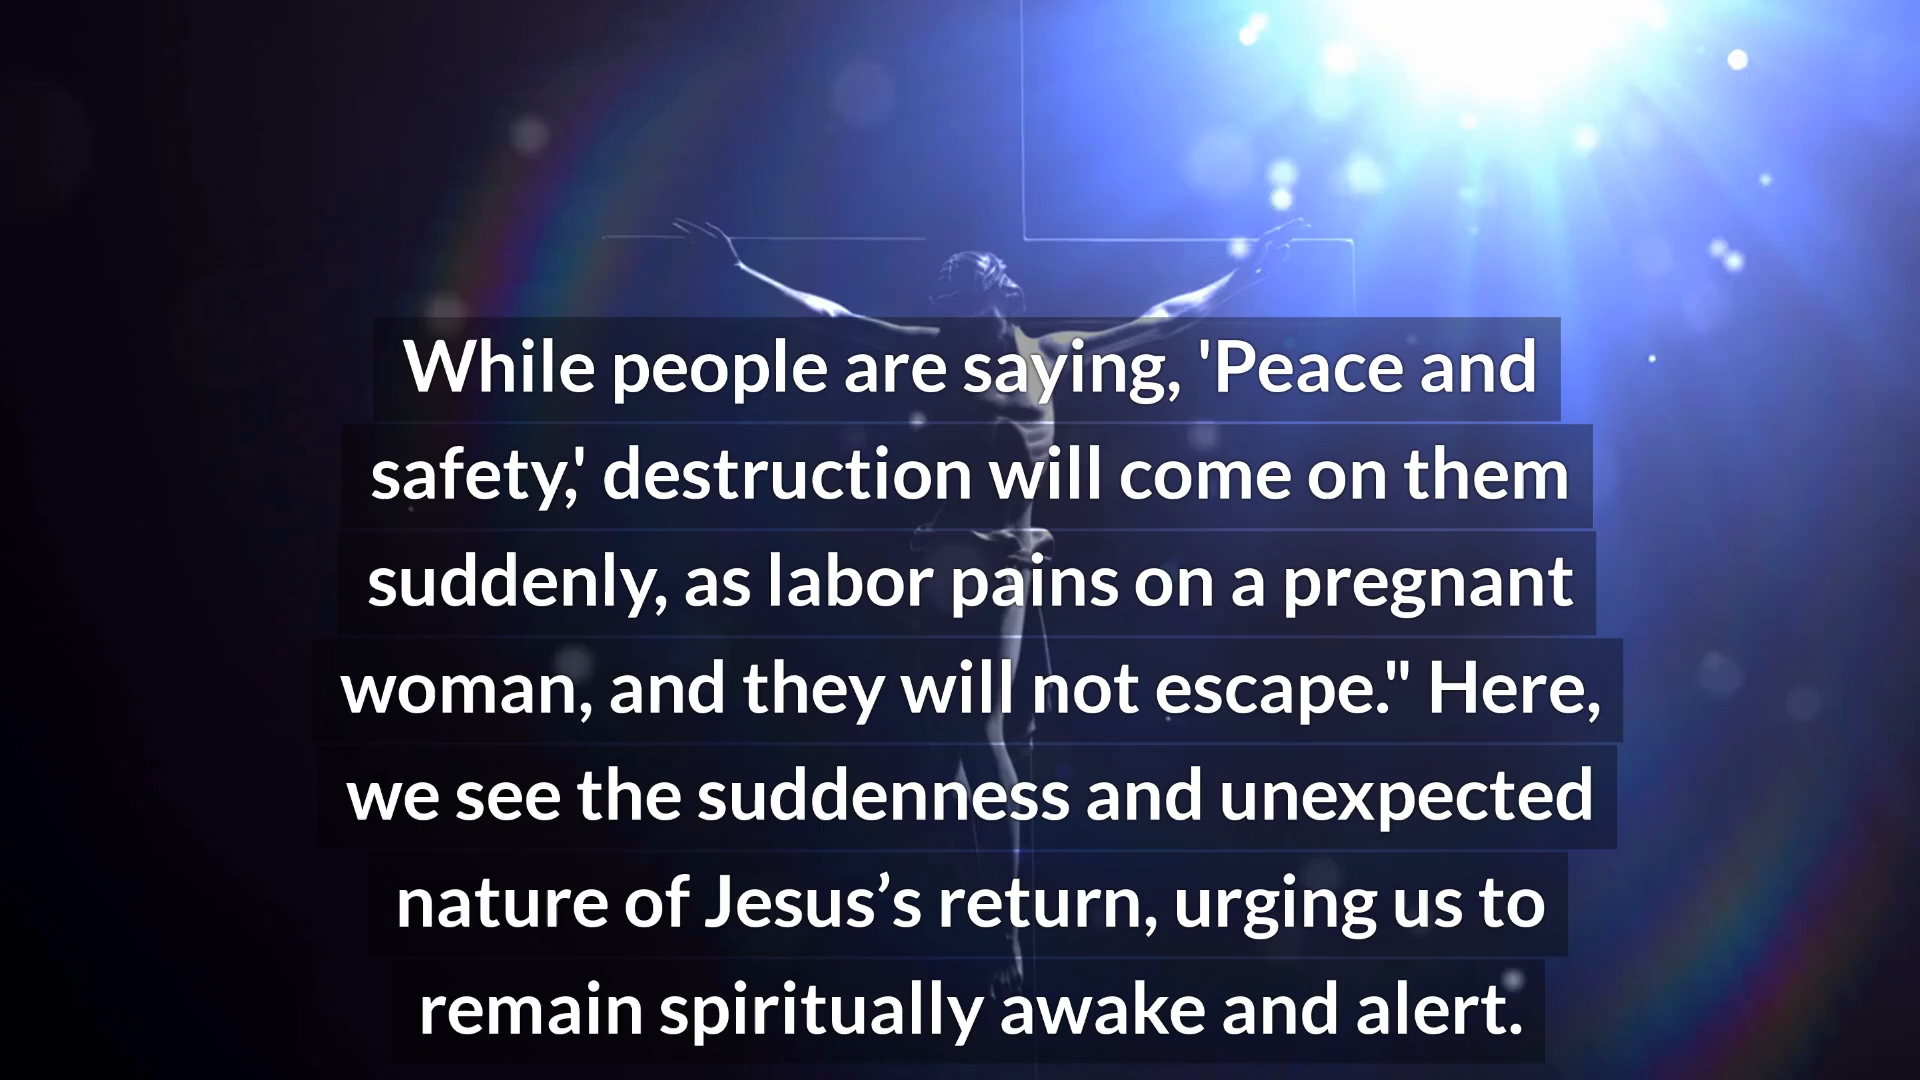 While people are saying, 'Peace and
safety,' destruction will come on them
suddenly, as labor pains on a pregnant
woman, and they will not escape." Here,
we see the suddenness and unexpected
nature of Jesus’s return, urging us to
remain spiritually awake and alert.